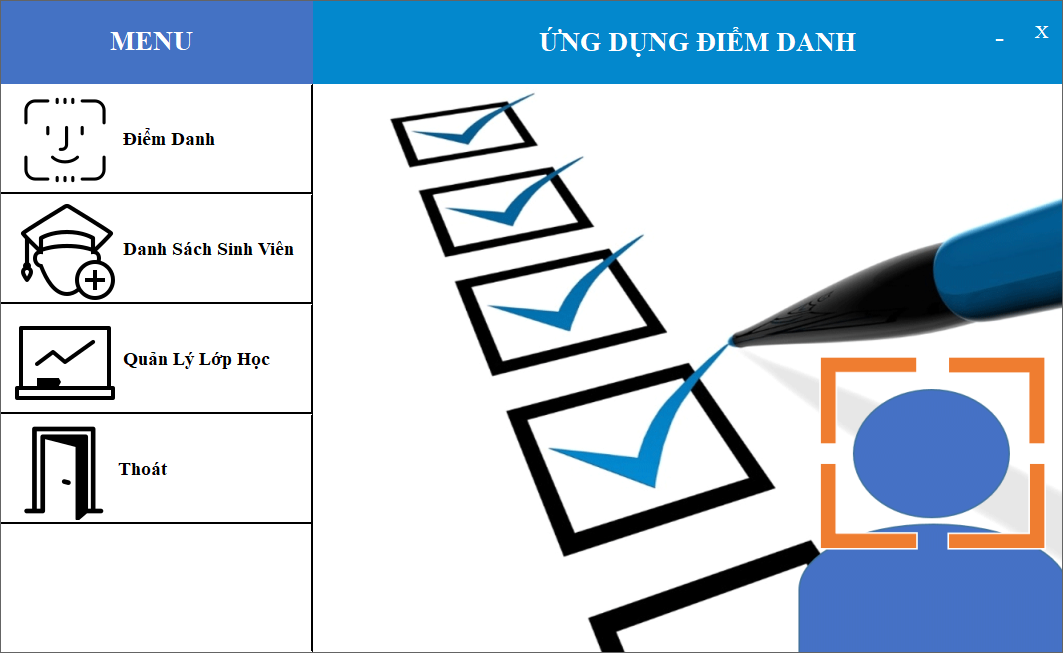 MENU
ỨNG DỤNG ĐIỂM DANH
- X
Điểm Danh
Danh Sách Sinh Viên
Quản Lý Lớp Học
Thoát